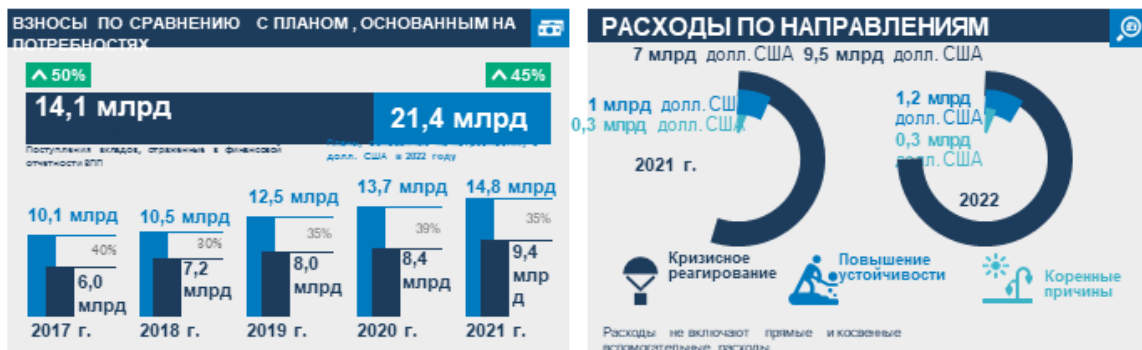 ВЗНОСЫ ПО СРАВНЕНИЮ С ПЛАНОМ, ОСНОВАННЫМ НА
ПОТРЕБНОСТЯХ
50%
45%
14,1 млрд
21,4 млрд
Поступления вкладов, отраженные в финансовой
отчетности ВПП
долл. США в 2022 году
10,1 млрд
40%
6,0
млрд
2017 г.
10,5 млрд
30%
7,2
млрд
2018 г.
12,5 млрд
35%
8,0
млрд
2019 г.
13,7 млрд
39%
8,4
млрд
2020 г.
14,8 млрд
35%
9,4
млр
д
2021 г.
РАСХОДЫ ПО НАПРАВЛЕНИЯМ
7 млрд долл. США 9,5 млрд долл. США
1 млрд долл. США
0,3 млрд долл. США
2021 г.
1,2 млрд
долл. США
0,3 млрд
долл. США
2022
Кризисное
реагирование
Повышение
устойчивости
Коренные
причины
Расходы не включают прямые и косвенные
вспомогательные расходы